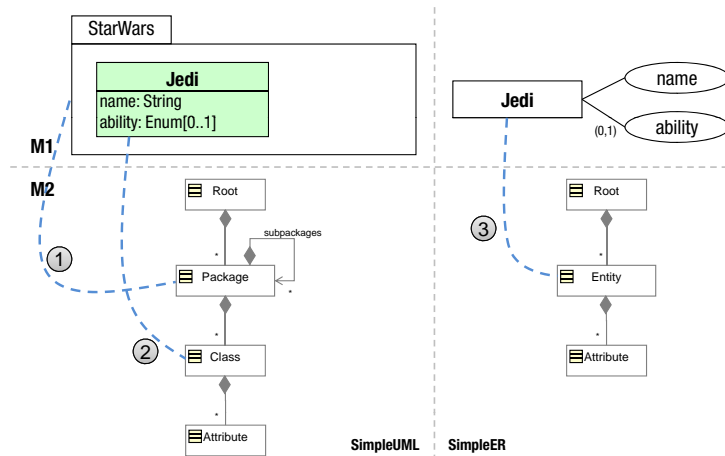 StarWars
Jedi
name: String
ability: Enum[0..1]
Jedi
name
ability
(0,1)
M1
M2
Root
*
subpackages
Package
*
1
*
Class
2
*
Attribute
SimpleUML
Root
3
*
Entity
*
Attribute
SimpleER